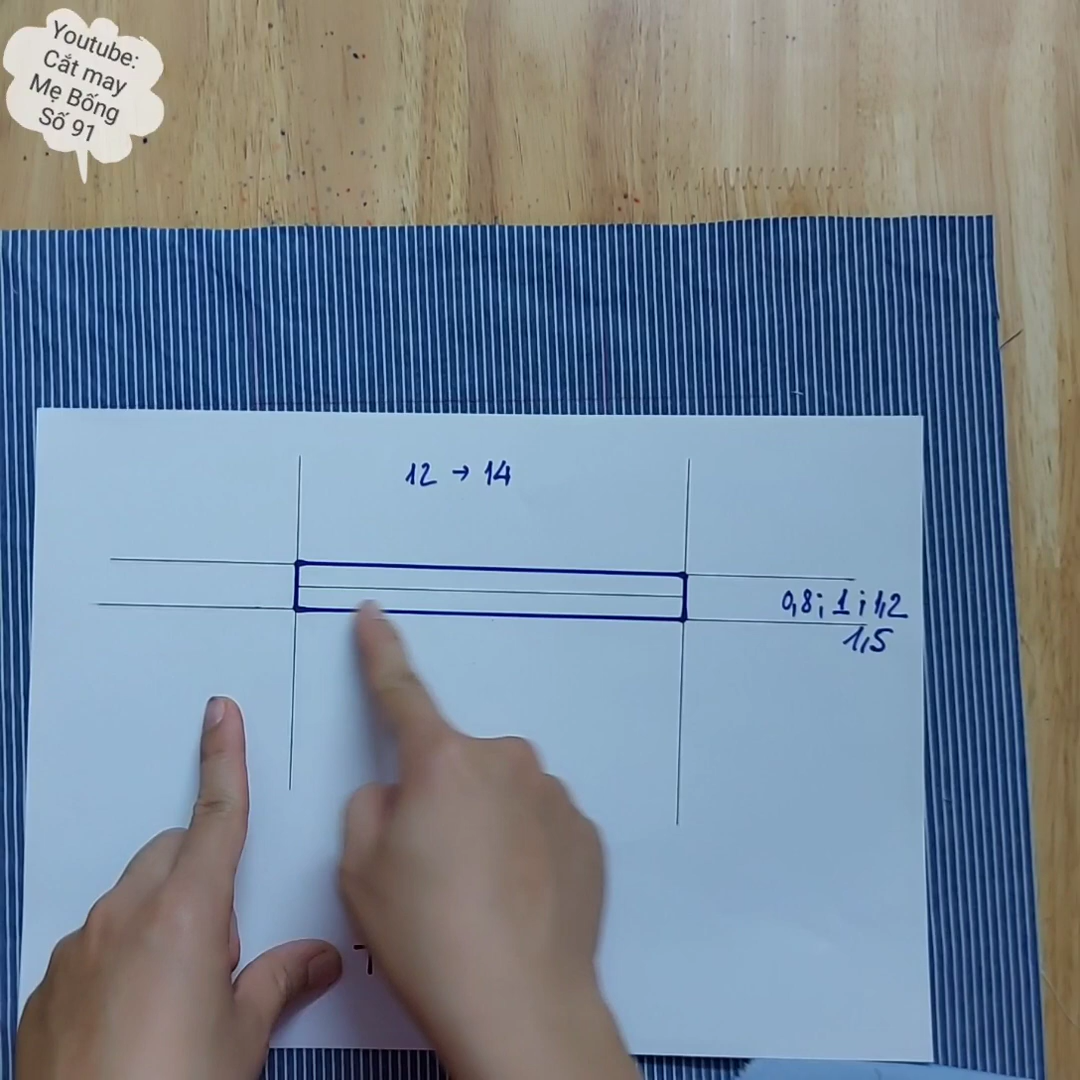 Youtube:
Cắt may
Mẹ Bống
Số 91
12 → 14
0,8; 1; 1,2
1,5